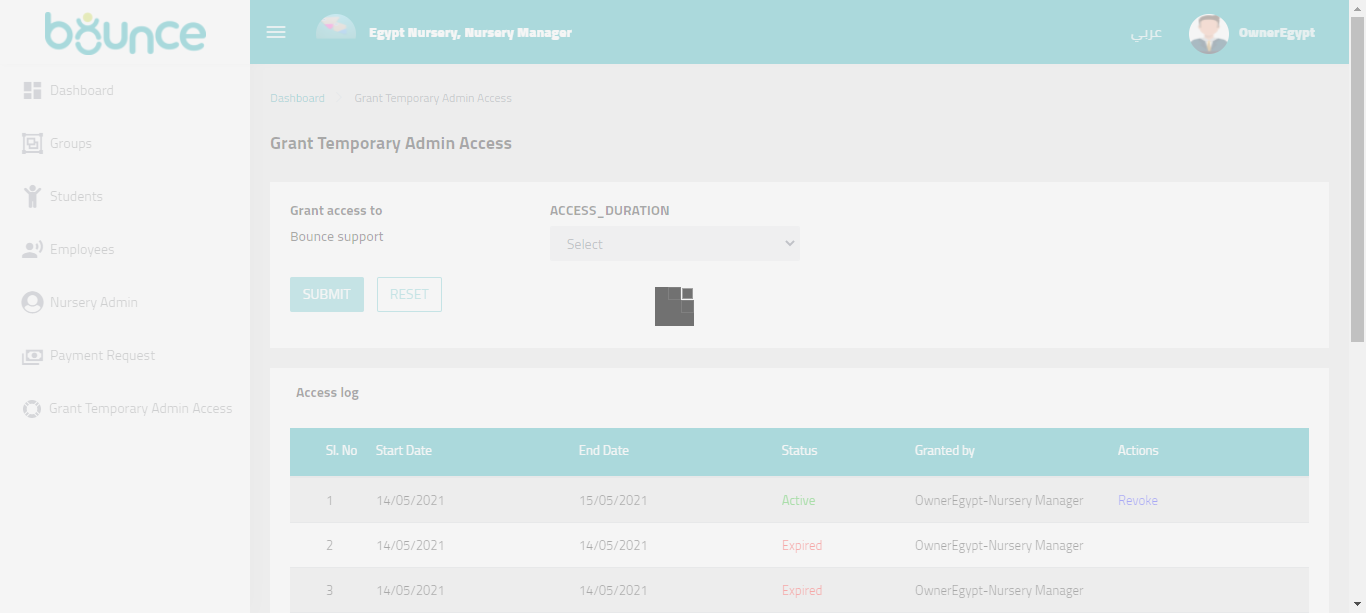 bounce
Egypt Nursery, Nursery Manager
عربي
OwnerEgypt
Dashboard
Groups
Students
Employees
Nursery Admin
Payment Request
Grant Temporary Admin Access
Dashboard Grant Temporary Admin Access
Grant Temporary Admin Access
Grant access to
Bounce support
ACCESS_DURATION
Select
SUBMIT RESET
Access log
Sl. No Start Date End Date Status Granted by Actions
1 14/05/2021 15/05/2021 Active OwnerEgypt-Nursery Manager Revoke
2 14/05/2021 14/05/2021 Expired OwnerEgypt-Nursery Manager
3 14/05/2021 14/05/2021 Expired OwnerEgypt-Nursery Manager